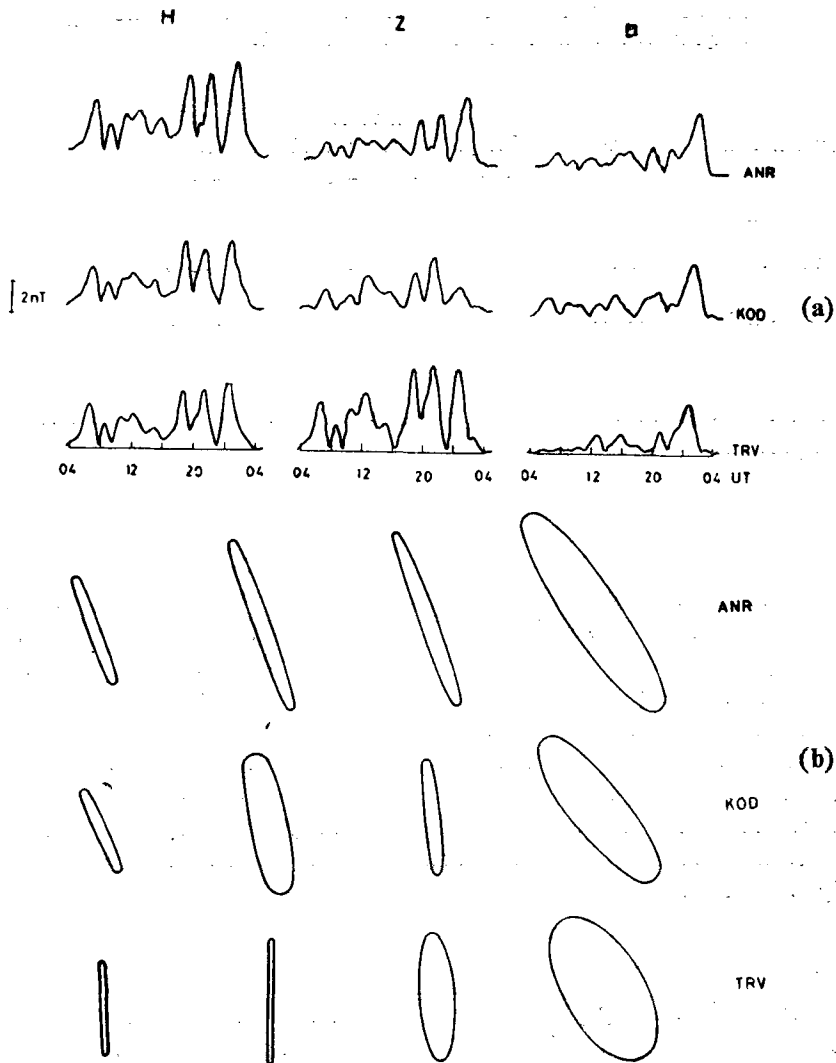 H Z D
ANR
2nT
KOD (a)
TRV
04 12 20 04 04 12 20 04 04 12 20 04 UT
ANR
(b)
KOD
TRV